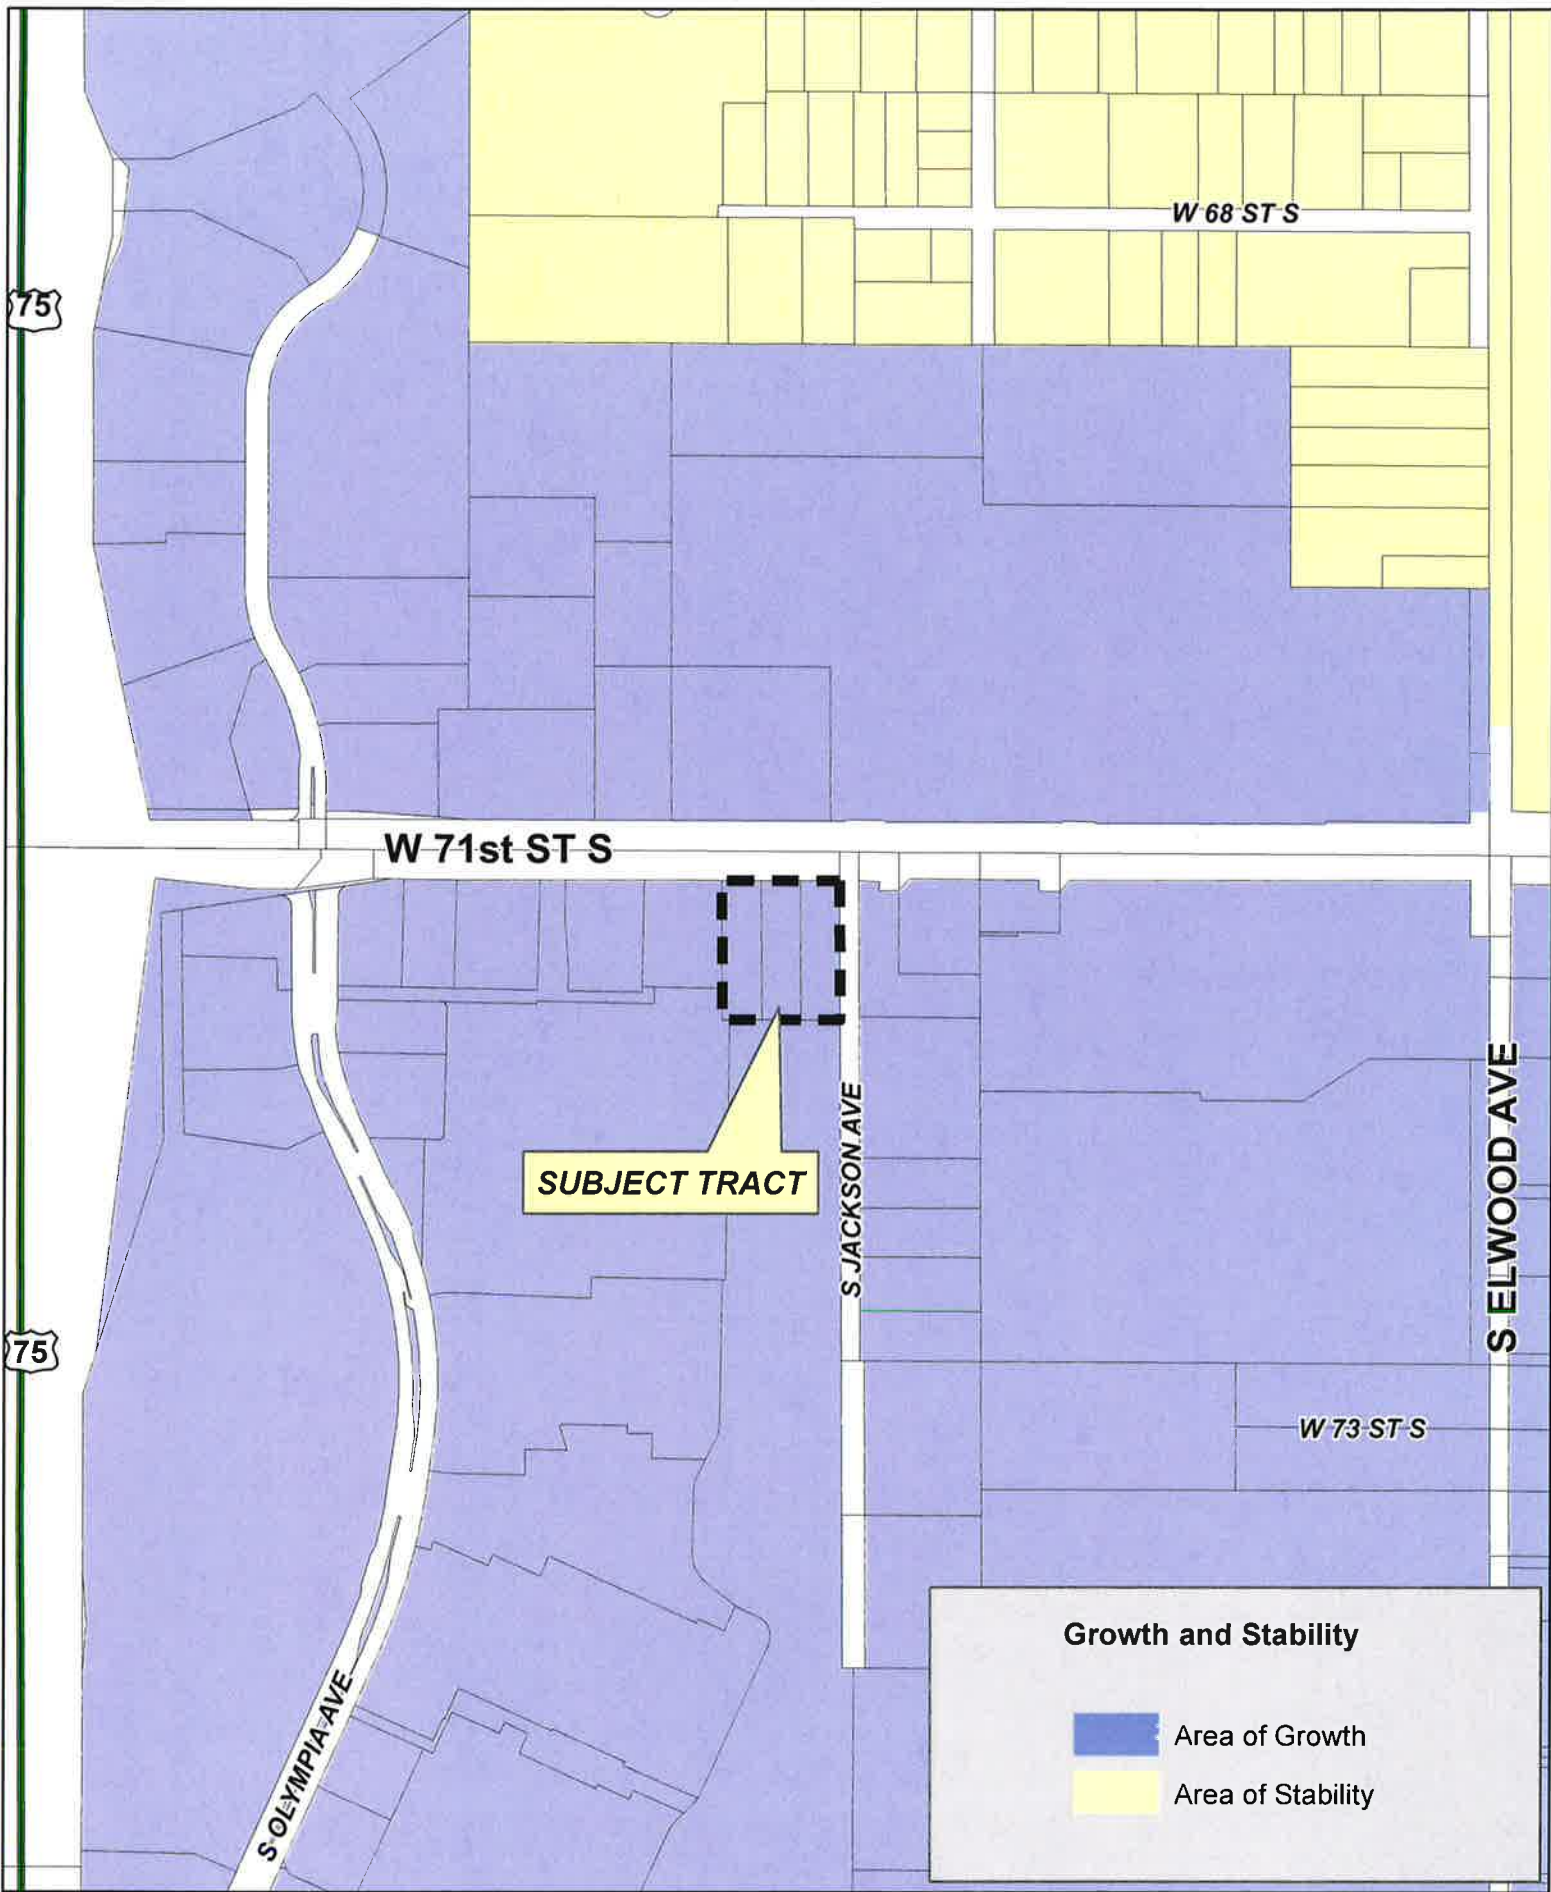 W 68 ST S
75
W 71st ST S
SUBJECT TRACT
S JACKSON AVE
S ELWOOD AVE
75
W 73 ST S
S OLYMPIA AVE
Growth and Stability
Area of Growth
Area of Stability